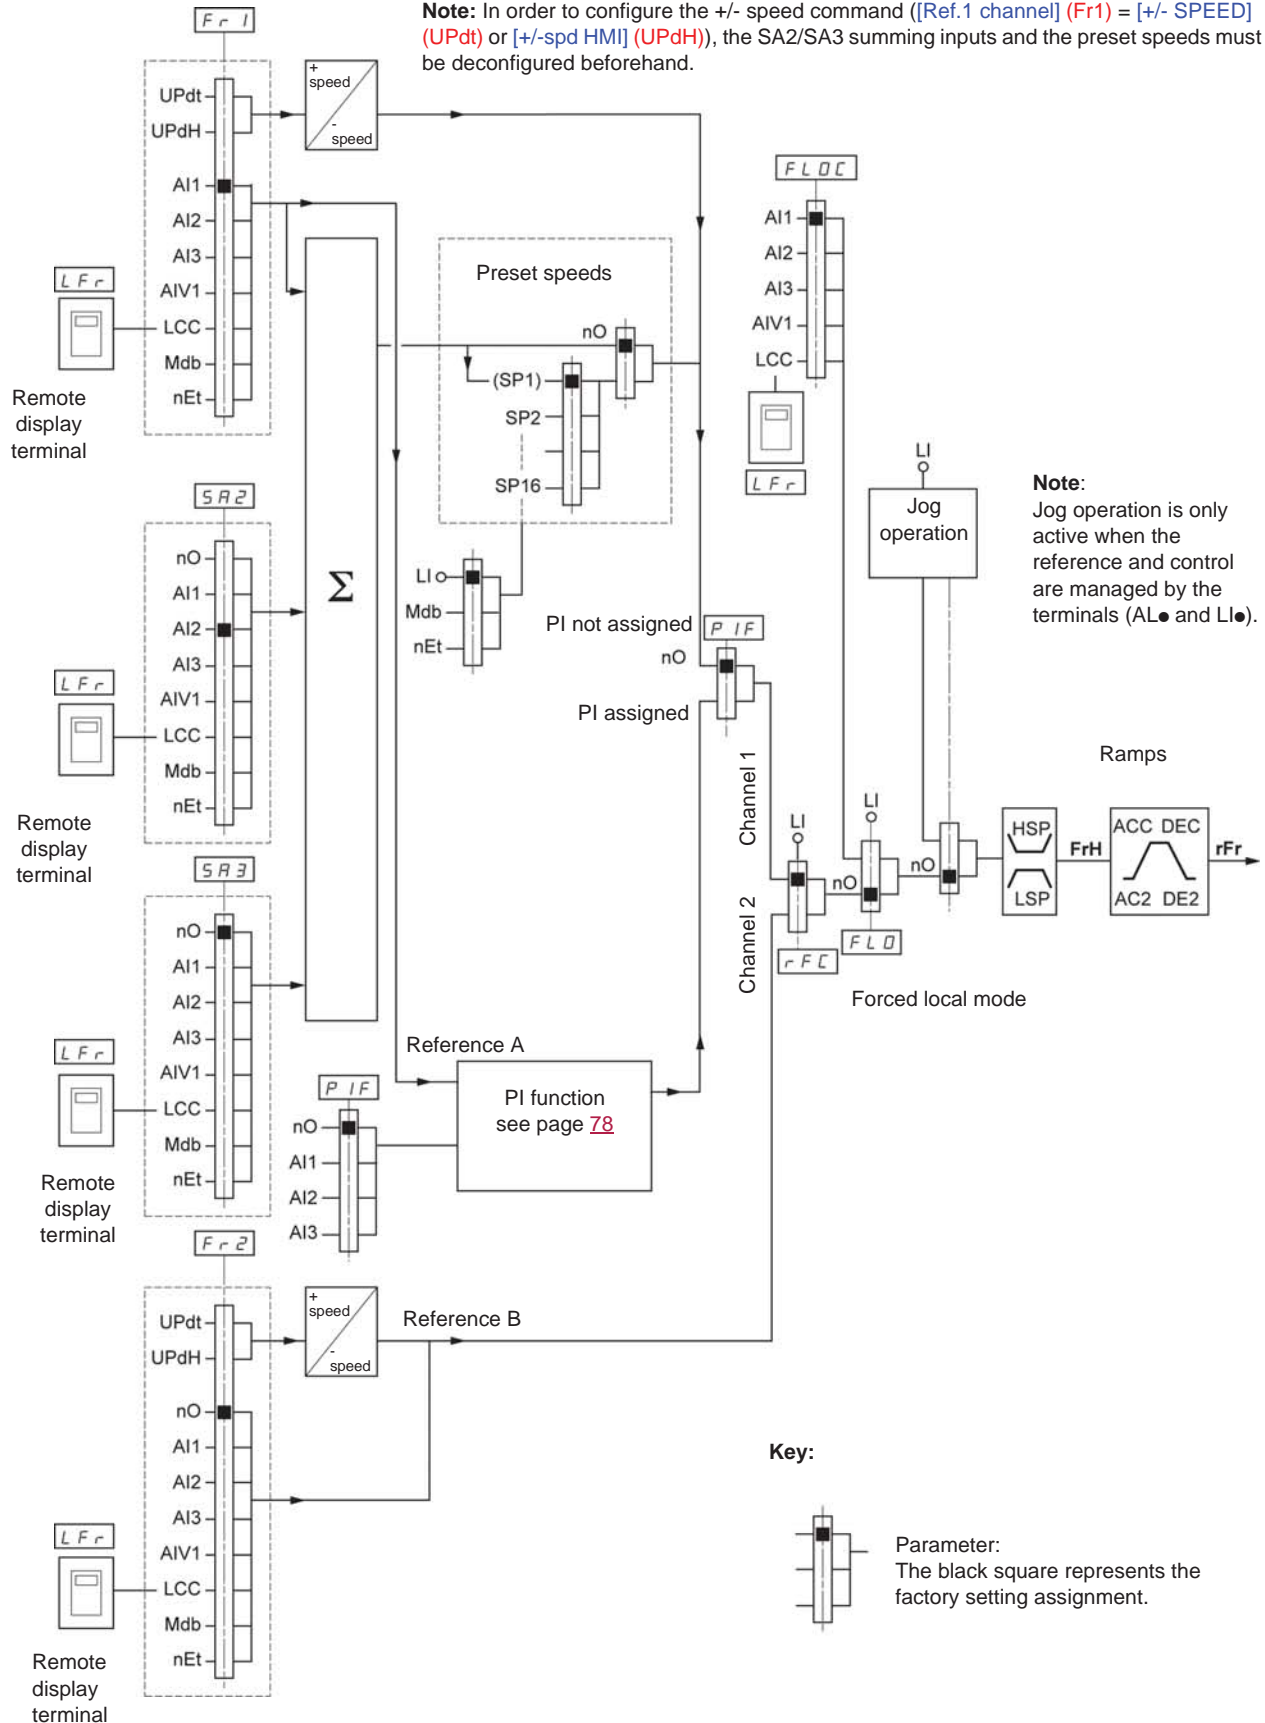 Note: In order to configure the +/- speed command ([Ref.1 channel] (Fr1) = [+/- SPEED]
(UPdt) or [+/-spd HMI] (UPdH)), the SA2/SA3 summing inputs and the preset speeds must
be deconfigured beforehand.
Fr1
UPdt
UPdH
AI1
AI2
AI3
AIV1
LCC
Mdb
nEt
LFr
Remote
display
terminal
+
speed
-
speed
SA2
nO
AI1
AI2
AI3
AIV1
LCC
Mdb
nEt
LFr
Remote
display
terminal
SA3
nO
AI1
AI2
AI3
AIV1
LCC
Mdb
nEt
LFr
Remote
display
terminal
Σ
Preset speeds
nO
(SP1)
SP2
SP16
LI
Mdb
nEt
FLOC
AI1
AI2
AI3
AIV1
LCC
LFr
LI
Jog
operation
Note:
Jog operation is only
active when the
reference and control
are managed by the
terminals (AL● and LI●).
PI not assigned
PIF
nO
PI assigned
Channel 1
Channel 2
LI
rFC
nO
LI
FLO
nO
Forced local mode
Ramps
HSP
LSP
FrH
ACC DEC
AC2 DE2
rFr
Reference A
PIF
nO
AI1
AI2
AI3
PI function
see page 78
Fr2
UPdt
UPdH
nO
AI1
AI2
AI3
AIV1
LCC
Mdb
nEt
LFr
Remote
display
terminal
+
speed
-
speed
Reference B
Key:
Parameter:
The black square represents the
factory setting assignment.